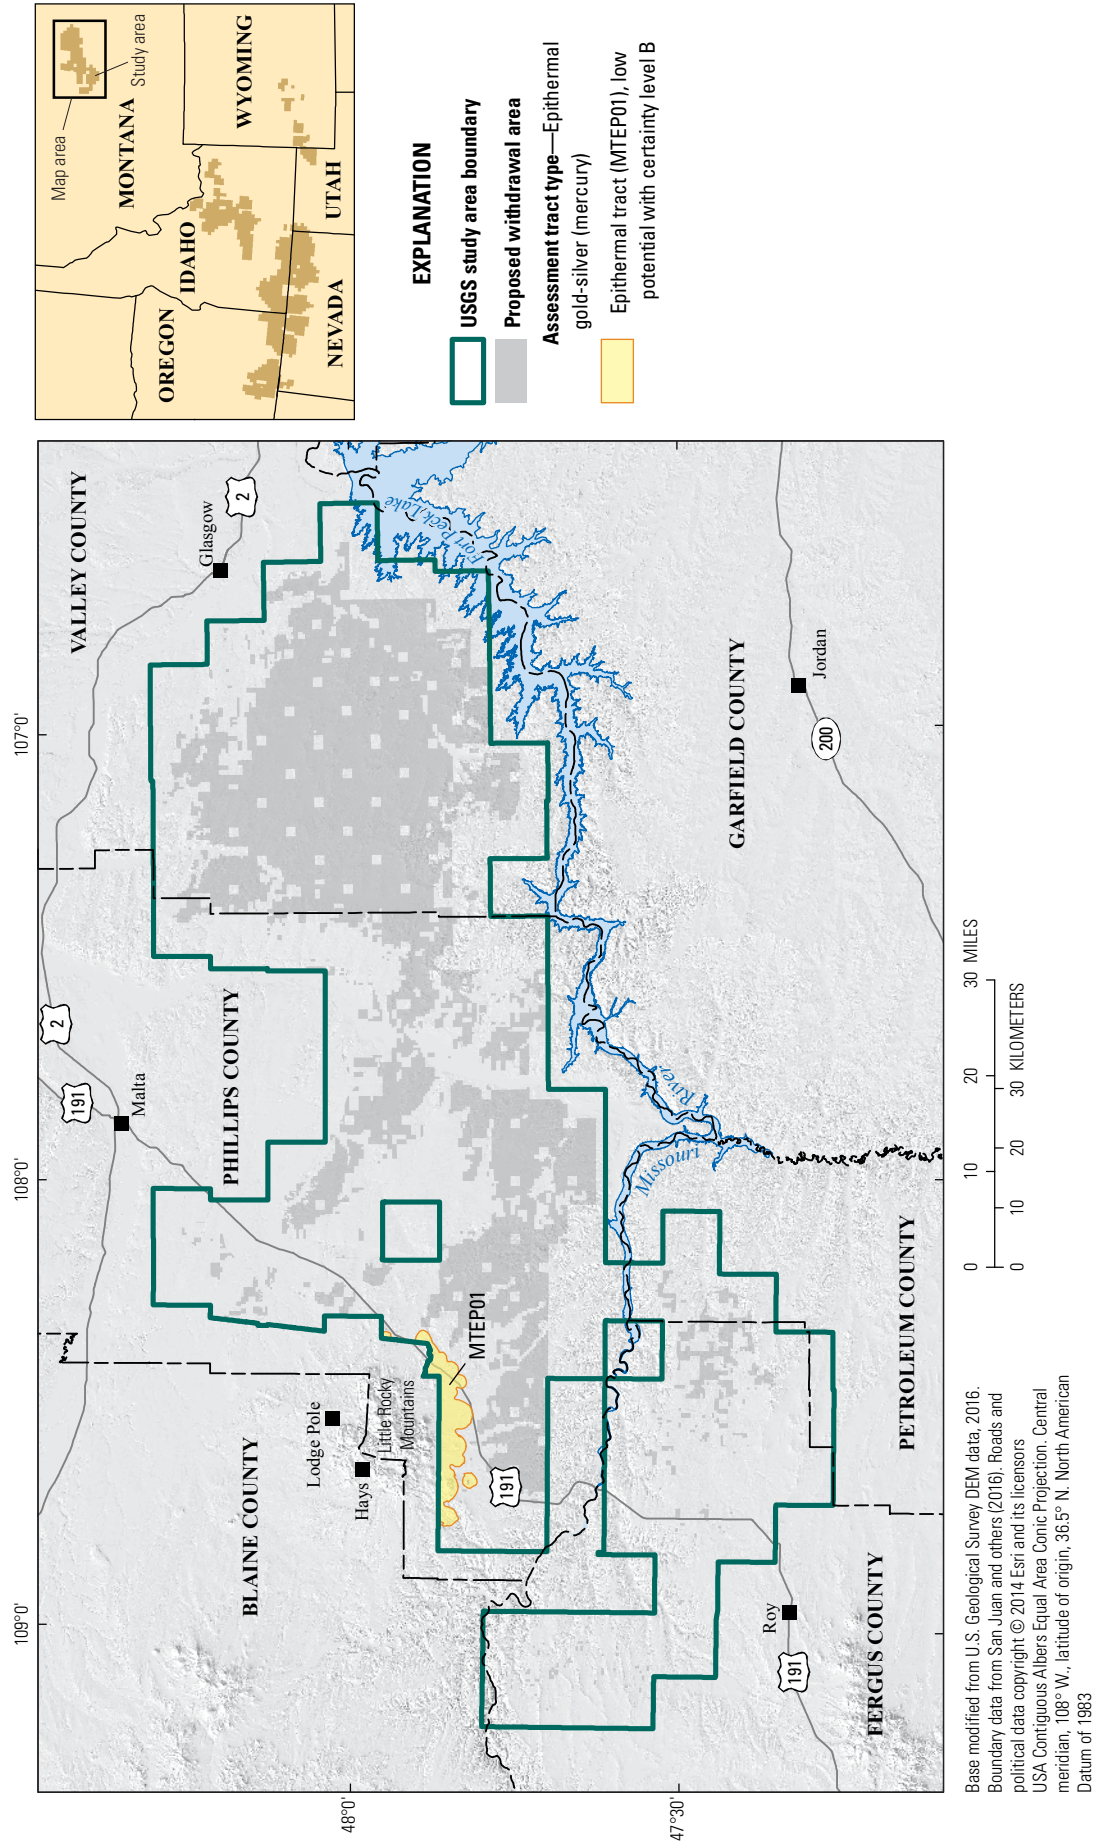 109°0'
108°0'
107°0'
48°0'
47°30'
VALLEY COUNTY
Glasgow
2
2
191
Malta
PHILLIPS COUNTY
BLAINE COUNTY
Lodge Pole
Hays
Little Rocky
Mountains
MTEP01
191
Fort Peck Lake
Missouri River
GARFIELD COUNTY
Jordan
200
PETROLEUM COUNTY
FERGUS COUNTY
Roy
191
Map area
Study area
MONTANA
OREGON
IDAHO
WYOMING
NEVADA
UTAH
EXPLANATION
USGS study area boundary
Proposed withdrawal area
Assessment tract type—Epithermal
gold-silver (mercury)
Epithermal tract (MTEP01), low
potential with certainty level B
0 10 20 30 MILES
0 10 20 30 KILOMETERS
Base modified from U.S. Geological Survey DEM data, 2016.
Boundary data from San Juan and others (2016). Roads and
political data copyright © 2014 Esri and its licensors
USA Contiguous Albers Equal Area Conic Projection. Central
meridian, 108° W., latitude of origin, 36.5° N. North American
Datum of 1983